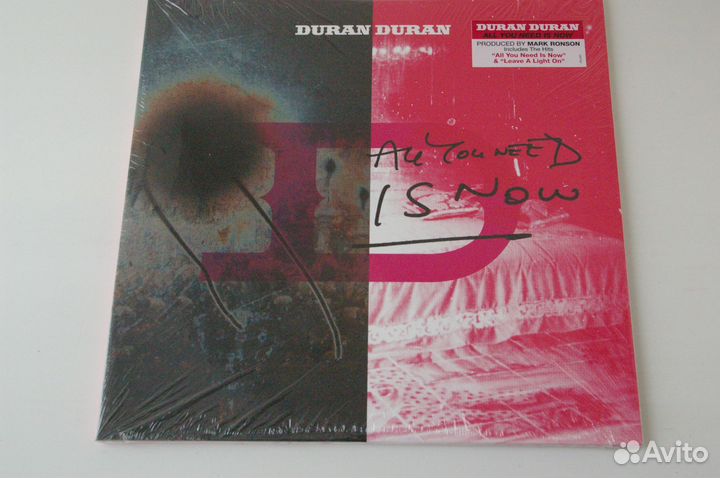 DURAN DURAN
DURAN DURAN
ALL YOU NEED IS NOW
PRODUCED BY MARK RONSON
Includes The Hits
"All You Need Is Now"
& "Leave A Light On"
ALL YOU NEED
IS NOW
D
Avito